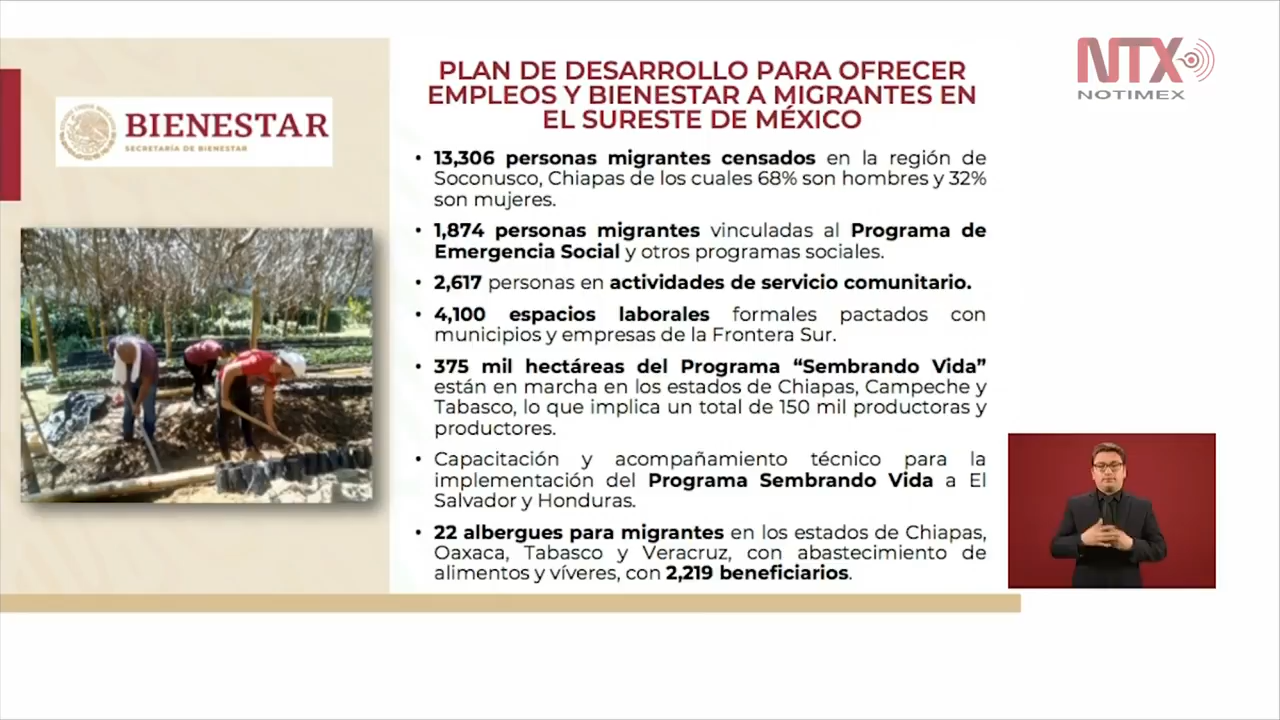 PLAN DE DESARROLLO PARA OFRECER
EMPLEOS Y BIENESTAR A MIGRANTES EN
EL SURESTE DE MÉXICO
NTX
NOTIMEX
BIENESTAR
SECRETARÍA DE BIENESTAR
• 13,306 personas migrantes censados en la región de
Soconusco, Chiapas de los cuales 68% son hombres y 32%
son mujeres.
• 1,874 personas migrantes vinculadas al Programa de
Emergencia Social y otros programas sociales.
• 2,617 personas en actividades de servicio comunitario.
• 4,100 espacios laborales formales pactados con
municipios y empresas de la Frontera Sur.
• 375 mil hectáreas del Programa “Sembrando Vida”
están en marcha en los estados de Chiapas, Campeche y
Tabasco, lo que implica un total de 150 mil productoras y
productores.
• Capacitación y acompañamiento técnico para la
implementación del Programa Sembrando Vida a El
Salvador y Honduras.
• 22 albergues para migrantes en los estados de Chiapas,
Oaxaca, Tabasco y Veracruz, con abastecimiento de
alimentos y víveres, con 2,219 beneficiarios.